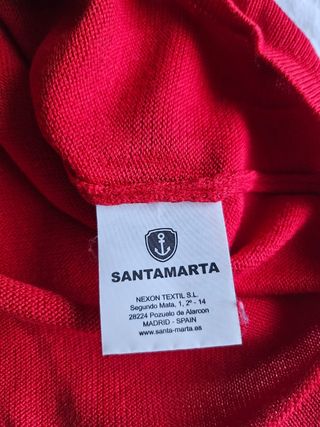 SANTAMARTA
NEXON TEXTIL S.L.
Segundo Mata, 1, 2º - 14
28224 Pozuelo de Alarcon
MADRID - SPAIN
www.santa-marta.es